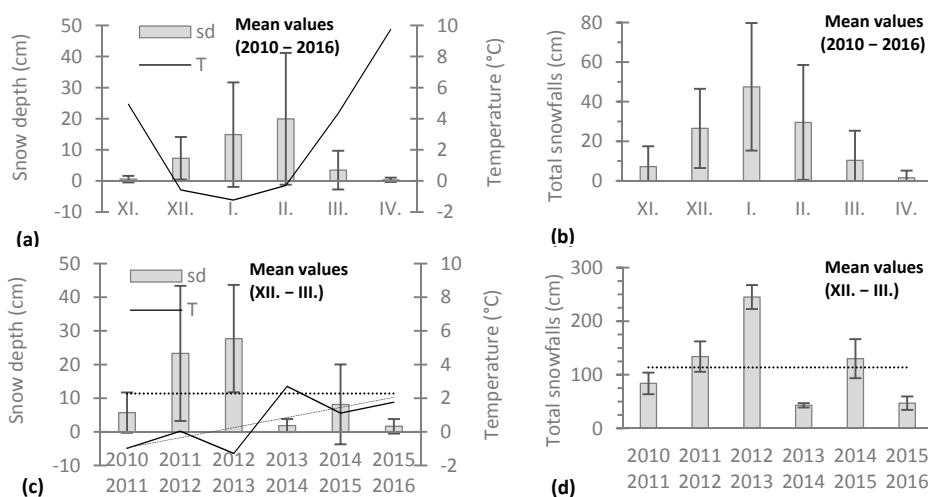 50
40
30
20
10
0
-10
Snow depth (cm)
sd
T
Mean values
(2010 – 2016)
10
8
6
4
2
0
-2
Temperature (°C)
XI. XII. I. II. III. IV.
(a)
80
60
40
20
0
Total snowfalls (cm)
Mean values
(2010 – 2016)
XI. XII. I. II. III. IV.
(b)
50
40
30
20
10
0
-10
Snow depth (cm)
sd
T
Mean values
(XII. – III.)
10
8
6
4
2
0
-2
Temperature (°C)
2010 2011 2012 2013 2014 2015
2011 2012 2013 2014 2015 2016
(c)
300
200
100
0
Total snowfalls (cm)
Mean values
(XII. – III.)
2010 2011 2012 2013 2014 2015
2011 2012 2013 2014 2015 2016
(d)